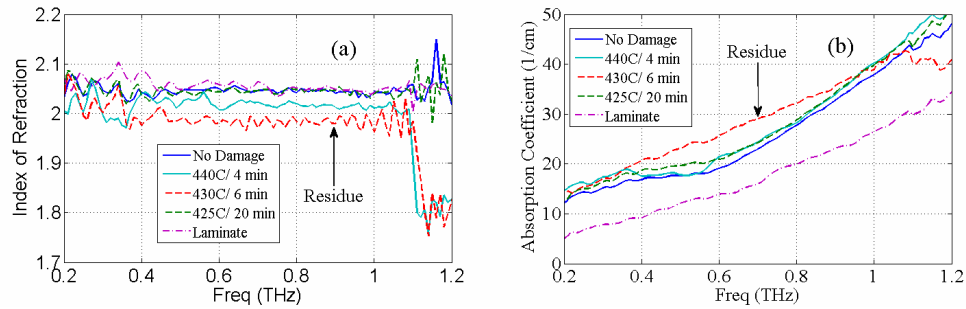 (a)
Index of Refraction
2.2
2.1
2
1.9
1.8
1.7
No Damage
440C/ 4 min
430C/ 6 min
425C/ 20 min
Laminate
Residue
0.2 0.4 0.6 0.8 1 1.2
Freq (THz)
(b)
Absorption Coefficient (1/cm)
50
40
30
20
10
0
No Damage
440C/ 4 min
430C/ 6 min
425C/ 20 min
Laminate
Residue
0.2 0.4 0.6 0.8 1 1.2
Freq (THz)